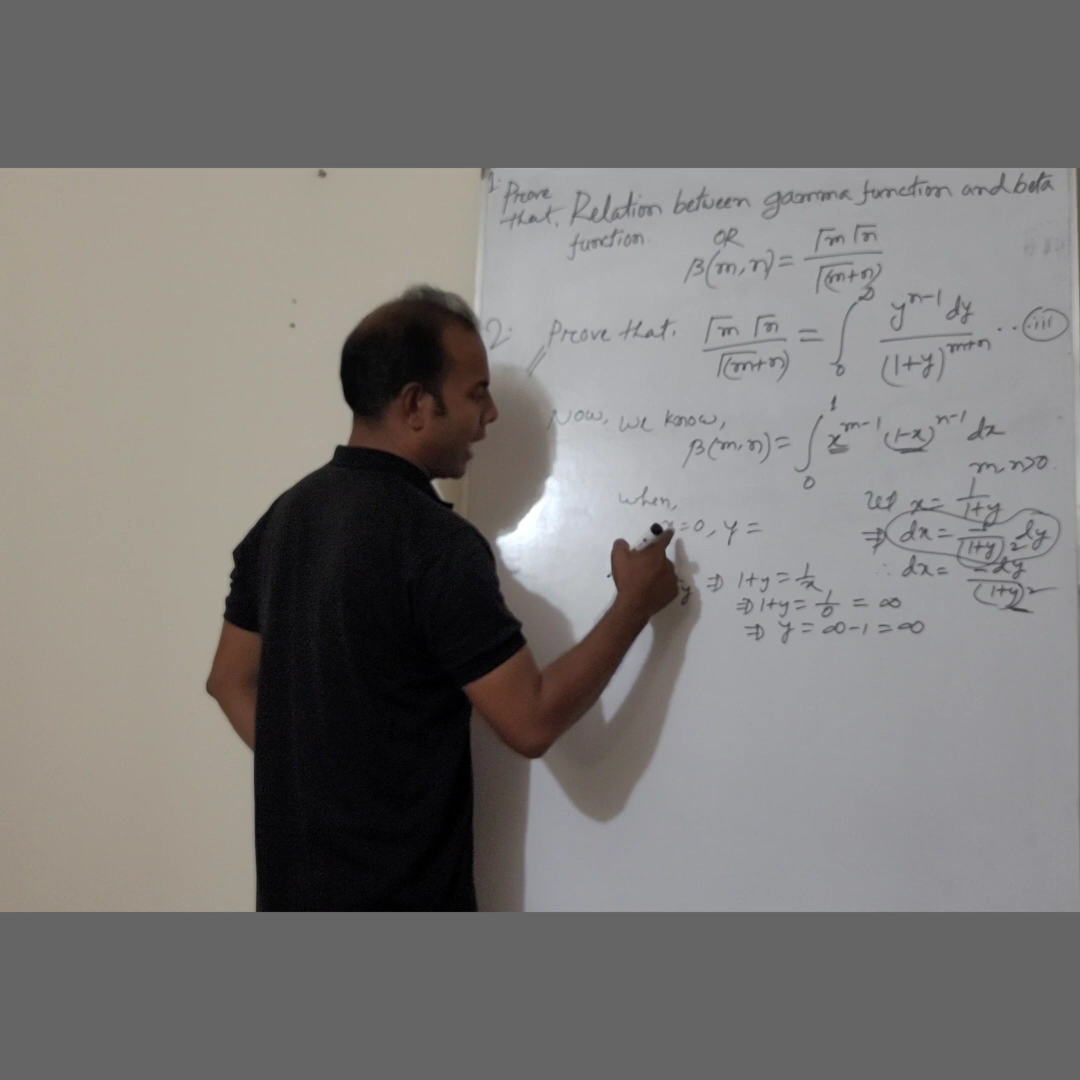 1. Prove that. Relation between gamma function and beta
function. OR
β(m, n) = Γm Γn / Γ(m+n)
2. Prove that. Γm Γn / Γ(m+n) = ∫₀^∞ y^(n-1) dy / (1+y)^(m+n) ... (iii)
Now, we know,
β(m, n) = ∫₀¹ x^(m-1) (1-x)^(n-1) dx
m, n>0.
when, let x = 1/(1+y)
x=0, y = ⇒ dx = -1/(1+y)² dy
∴ dx = -dy/(1+y)²
y ⇒ 1+y = 1/x
⇒ 1+y = 1/0 = ∞
⇒ y = ∞-1 = ∞